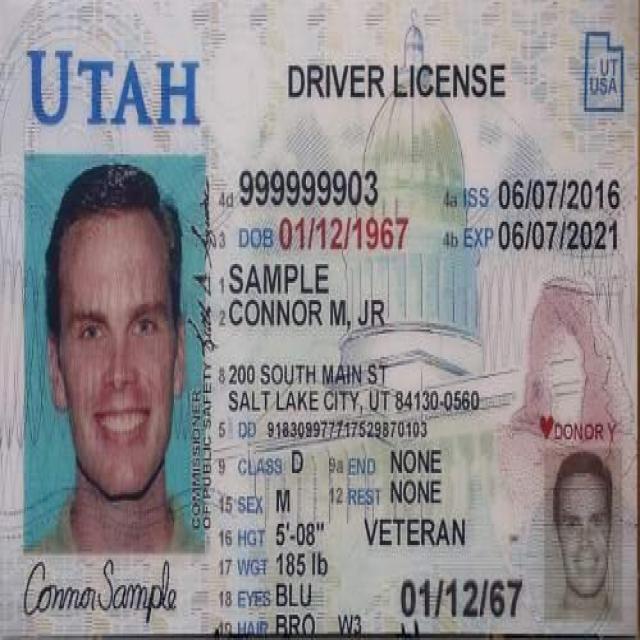 UTAH
DRIVER LICENSE
UT
USA
4d 999999903
4a ISS 06/07/2016
3 DOB 01/12/1967
4b EXP 06/07/2021
1 SAMPLE
2 CONNOR M, JR
8 200 SOUTH MAIN ST
SALT LAKE CITY, UT 84130-0560
5 DD 918309977717529870103
DONOR Y
9 CLASS D 9a END NONE
15 SEX M 12 REST NONE
16 HGT 5'-08" VETERAN
17 WGT 185 lb
18 EYES BLU 01/12/67
19 HAIR BRO W3
COMMISSIONER
OF PUBLIC SAFETY
Connor Sample